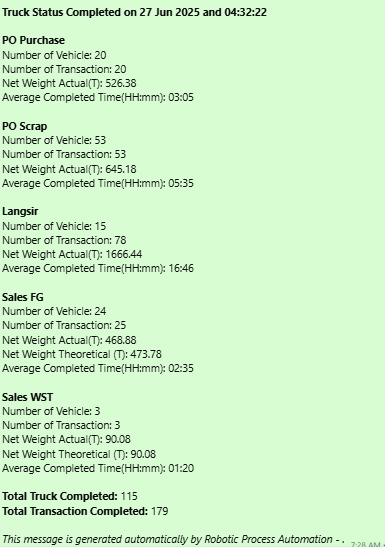 Truck Status Completed on 27 Jun 2025 and 04:32:22
PO Purchase
Number of Vehicle: 20
Number of Transaction: 20
Net Weight Actual(T): 526.38
Average Completed Time(HH:mm): 03:05
PO Scrap
Number of Vehicle: 53
Number of Transaction: 53
Net Weight Actual(T): 645.18
Average Completed Time(HH:mm): 05:35
Langsir
Number of Vehicle: 15
Number of Transaction: 78
Net Weight Actual(T): 1666.44
Average Completed Time(HH:mm): 16:46
Sales FG
Number of Vehicle: 24
Number of Transaction: 25
Net Weight Actual(T): 468.88
Net Weight Theoretical (T): 473.78
Average Completed Time(HH:mm): 02:35
Sales WST
Number of Vehicle: 3
Number of Transaction: 3
Net Weight Actual(T): 90.08
Net Weight Theoretical (T): 90.08
Average Completed Time(HH:mm): 01:20
Total Truck Completed: 115
Total Transaction Completed: 179
This message is generated automatically by Robotic Process Automation - .
7:28 AM